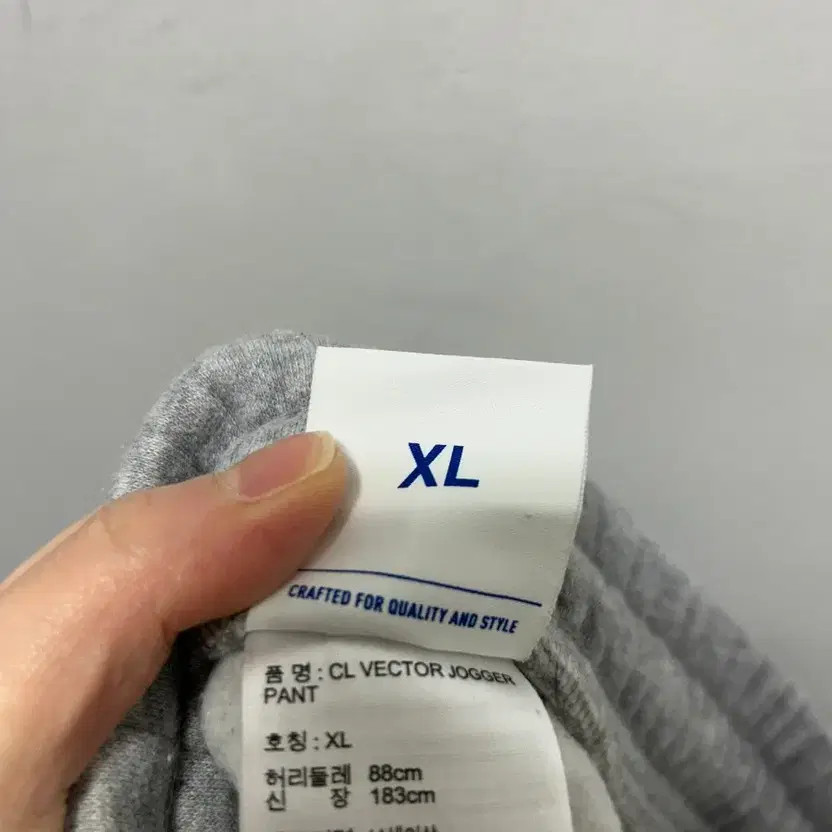 XL
CRAFTED FOR QUALITY AND STYLE
품 명 : CL VECTOR JOGGER
PANT
호칭 : XL
허리둘레 88cm
신 장 183cm